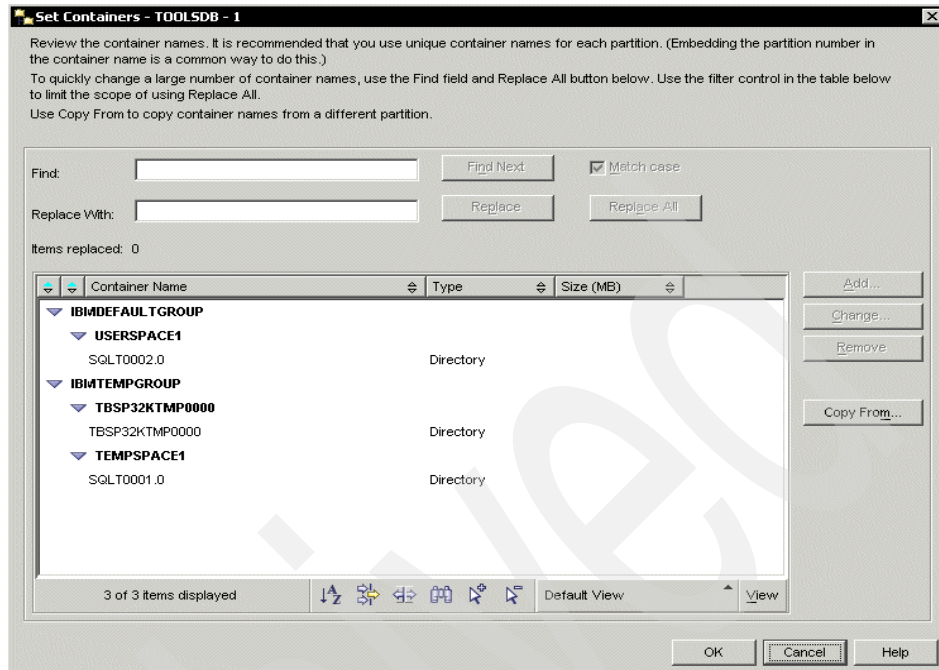 Set Containers - TOOLSDB - 1
Review the container names. It is recommended that you use unique container names for each partition. (Embedding the partition number in
the container name is a common way to do this.)
To quickly change a large number of container names, use the Find field and Replace All button below. Use the filter control in the table below
to limit the scope of using Replace All.
Use Copy From to copy container names from a different partition.
Find:
Find Next
Match case
Replace With:
Replace
Replace All
Items replaced: 0
Container Name Type Size (MB)
IBMDEFAULTGROUP
USERSPACE1
SQLT0002.0 Directory
IBMTEMPGROUP
TBSP32KTMP0000
TBSP32KTMP0000 Directory
TEMPSPACE1
SQLT0001.0 Directory
Add...
Change...
Remove
Copy From...
3 of 3 items displayed
Default View
View
OK
Cancel
Help